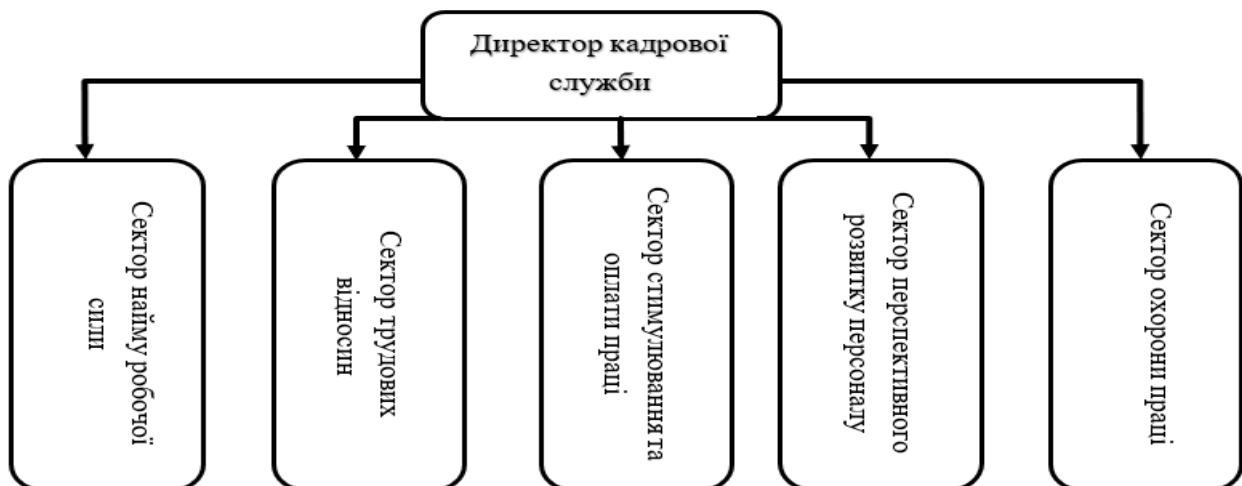 Директор кадрової
служби
Сектор найму робочої
сили
Сектор трудових
відносин
Сектор стимулювання та
оплати праці
Сектор перспективного
розвитку персоналу
Сектор охорони праці